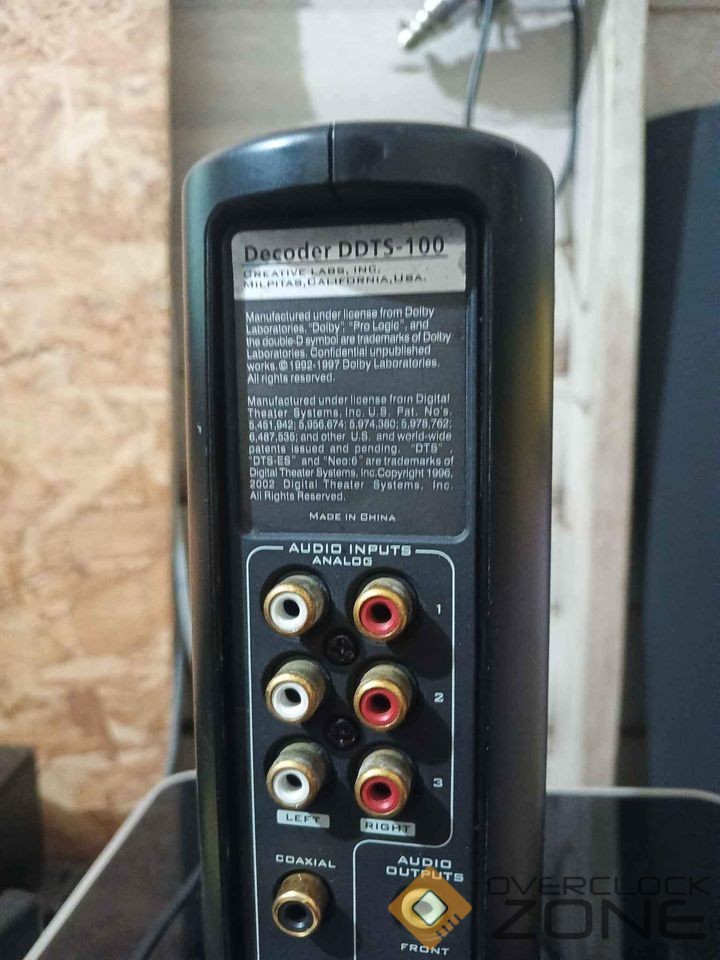 Decoder DDTS-100
CREATIVE LABS, INC.
MILPITAS, CALIFORNIA, USA.
Manufactured under license from Dolby
Laboratories. "Dolby", "Pro Logic", and
the double-D symbol are trademarks of Dolby
Laboratories. Confidential unpublished
works. © 1992-1997 Dolby Laboratories.
All rights reserved.
Manufactured under license from Digital
Theater Systems, Inc. U.S. Pat. No's.
5,451,942; 5,956,674; 5,974,380; 5,978,762;
6,487,535; and other U.S. and world-wide
patents issued and pending. "DTS" ,
"DTS-ES" and "Neo:6" are trademarks of
Digital Theater Systems, Inc. Copyright 1996,
2002 Digital Theater Systems, Inc.
All Rights Reserved.
MADE IN CHINA
AUDIO INPUTS
ANALOG
1
2
3
LEFT RIGHT
COAXIAL
AUDIO
OUTPUTS
FRONT
OVERCLOCK
ZONE